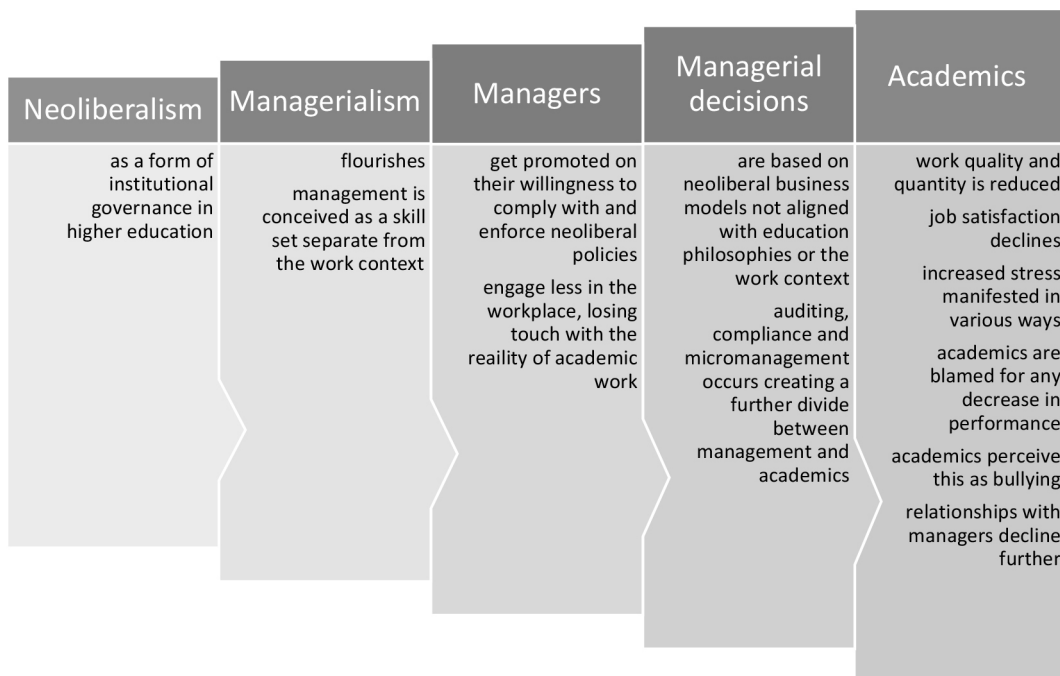 Neoliberalism
as a form of
institutional
governance in
higher education
Managerialism
flourishes
management is
conceived as a skill
set separate from
the work context
Managers
get promoted on
their willingness to
comply with and
enforce neoliberal
policies
engage less in the
workplace, losing
touch with the
reaility of academic
work
Managerial
decisions
are based on
neoliberal business
models not aligned
with education
philosophies or the
work context
auditing,
compliance and
micromanagement
occurs creating a
further divide
between
management and
academics
Academics
work quality and
quantity is reduced
job satisfaction
declines
increased stress
manifested in
various ways
academics are
blamed for any
decrease in
performance
academics perceive
this as bullying
relationships with
managers decline
further